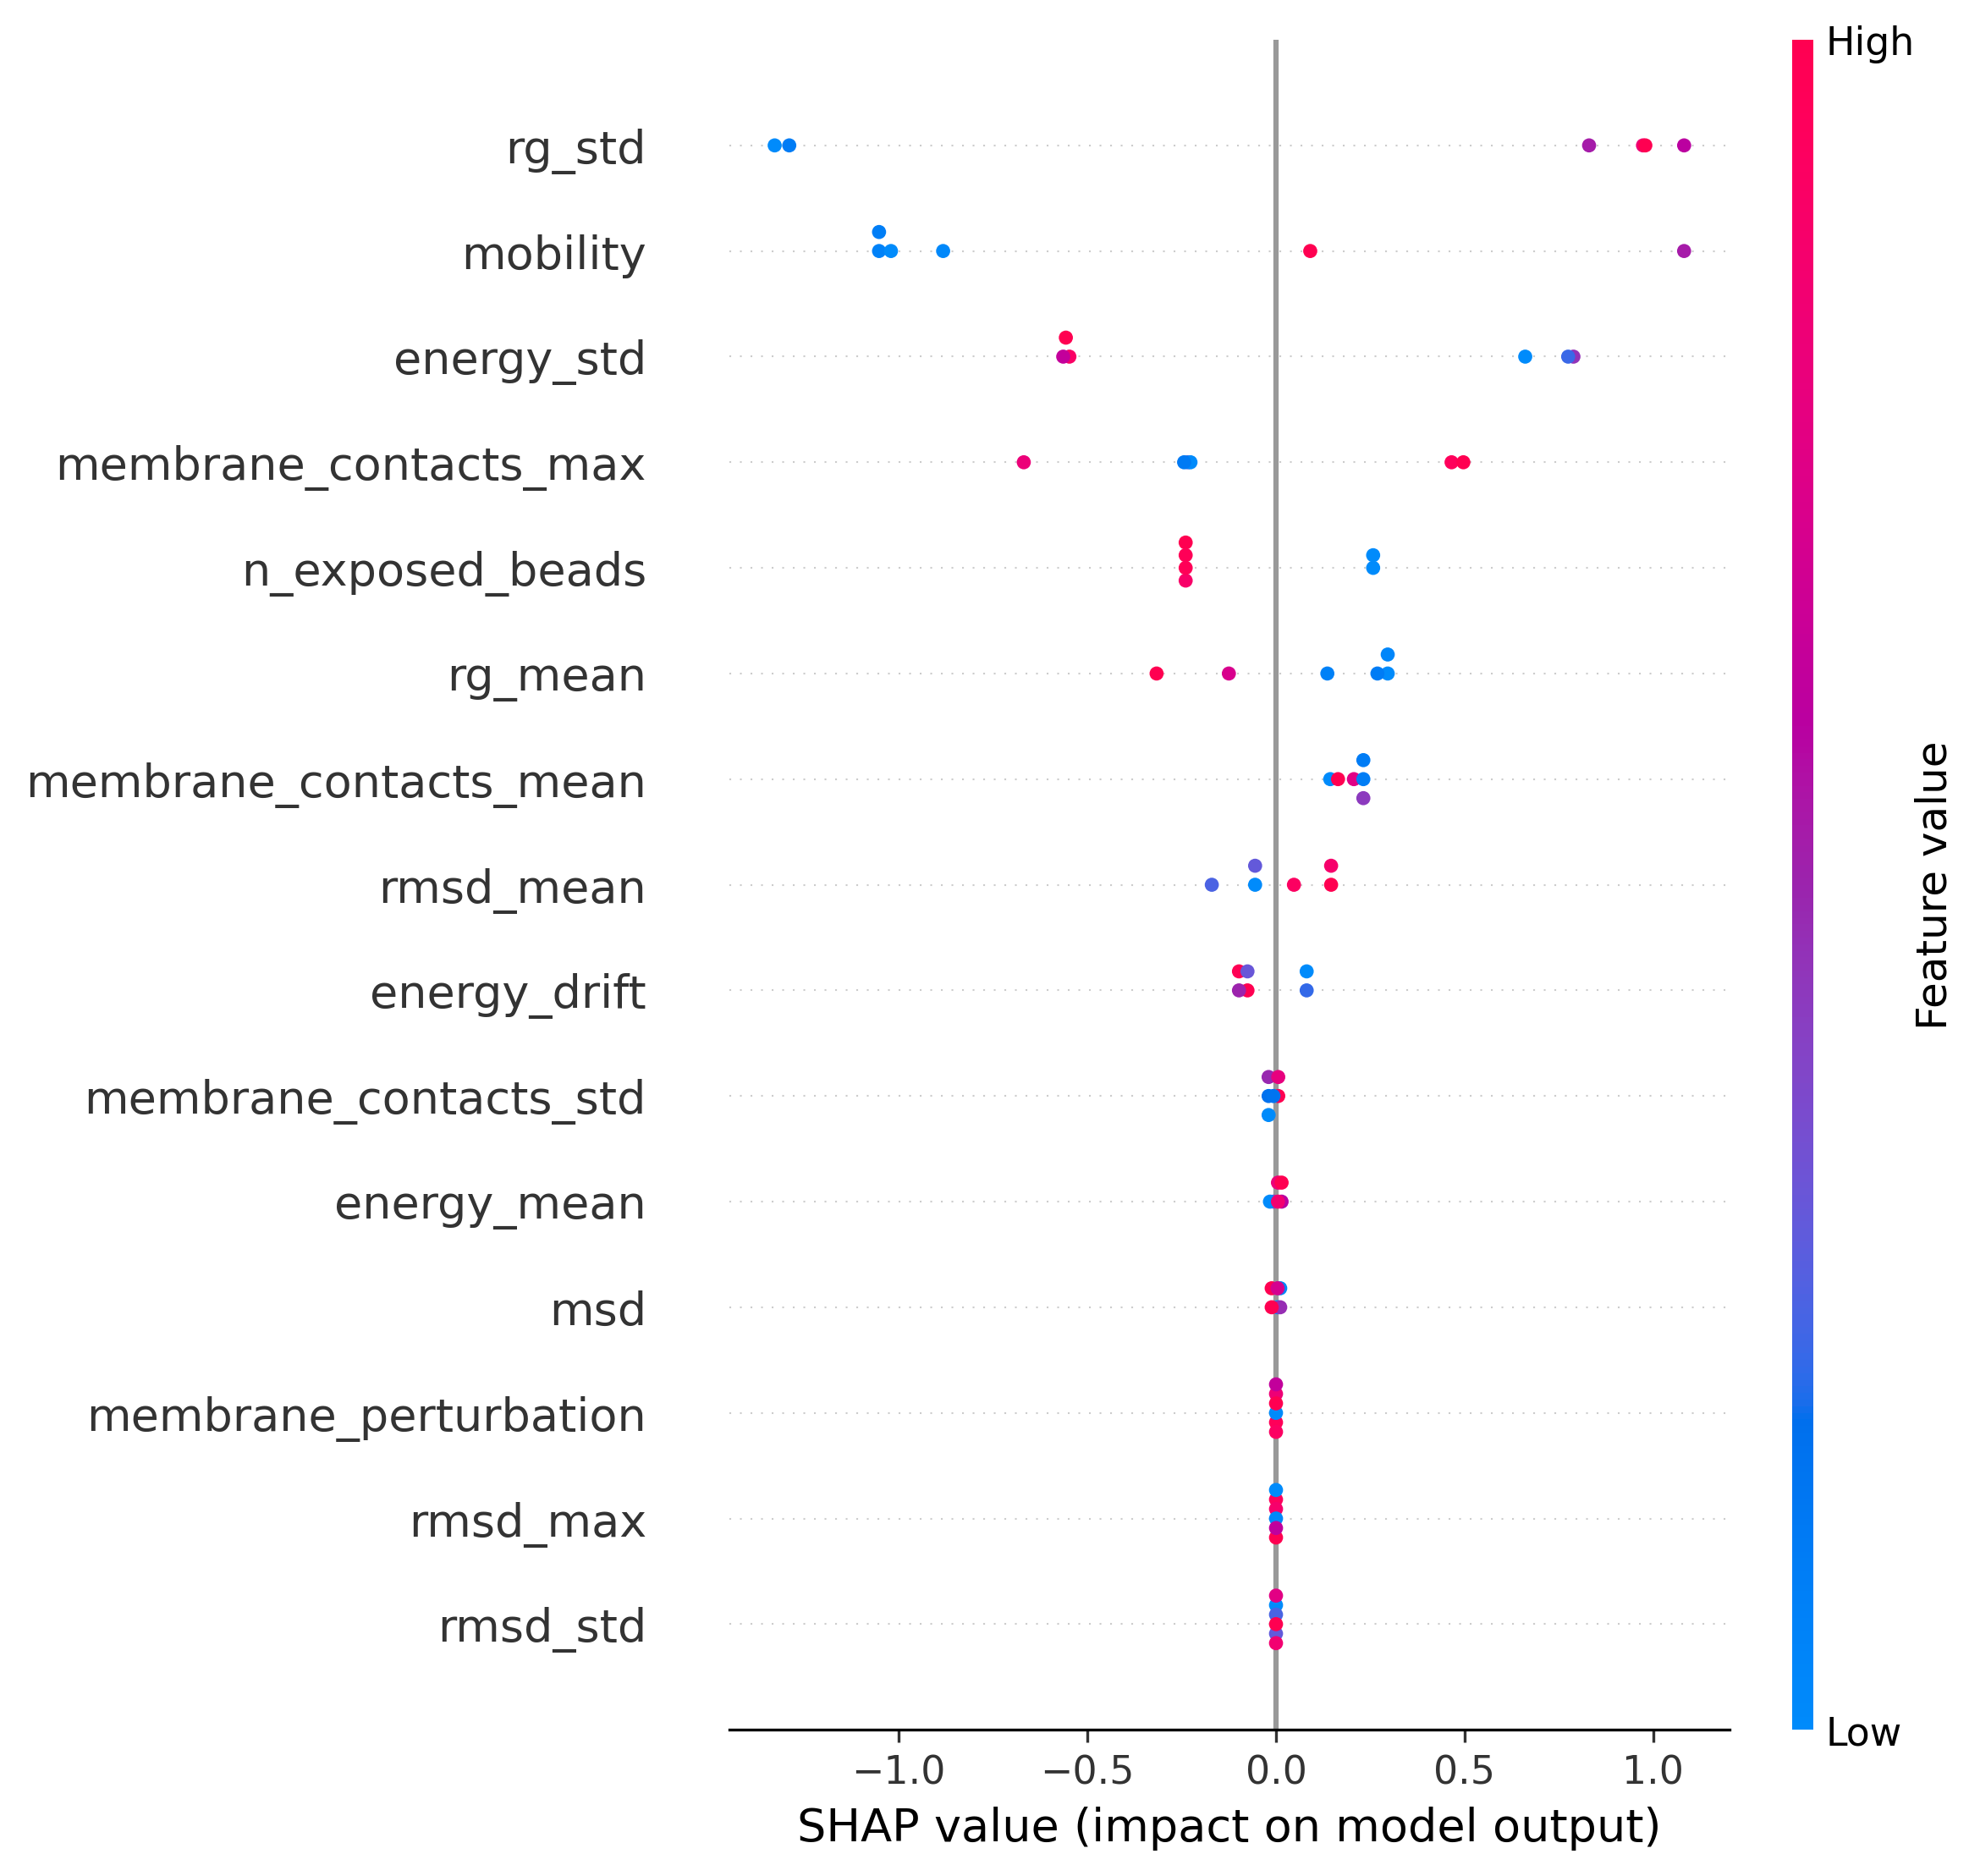 High
rg_std
mobility
energy_std
membrane_contacts_max
n_exposed_beads
rg_mean
membrane_contacts_mean
rmsd_mean
energy_drift
membrane_contacts_std
energy_mean
msd
membrane_perturbation
rmsd_max
rmsd_std
Feature value
Low
−1.0 −0.5 0.0 0.5 1.0
SHAP value (impact on model output)